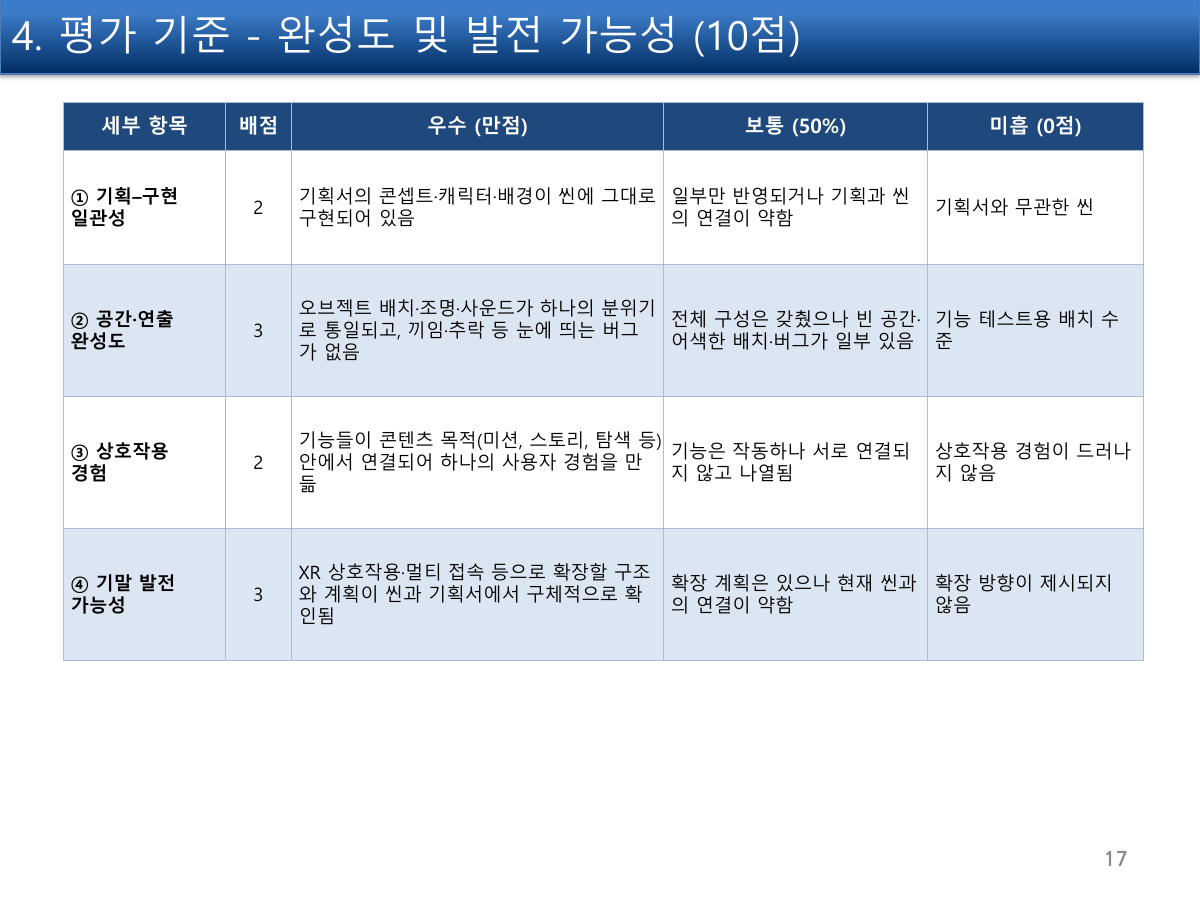 4. 평가 기준 - 완성도 및 발전 가능성 (10점)
세부 항목
배점
우수 (만점)
보통 (50%)
미흡 (0점)
① 기획–구현
일관성
2
기획서의 콘셉트·캐릭터·배경이 씬에 그대로
구현되어 있음
일부만 반영되거나 기획과 씬
의 연결이 약함
기획서와 무관한 씬
② 공간·연출
완성도
3
오브젝트 배치·조명·사운드가 하나의 분위기
로 통일되고, 끼임·추락 등 눈에 띄는 버그
가 없음
전체 구성은 갖췄으나 빈 공간·
어색한 배치·버그가 일부 있음
기능 테스트용 배치 수
준
③ 상호작용
경험
2
기능들이 콘텐츠 목적(미션, 스토리, 탐색 등)
안에서 연결되어 하나의 사용자 경험을 만
듦
기능은 작동하나 서로 연결되
지 않고 나열됨
상호작용 경험이 드러나
지 않음
④ 기말 발전
가능성
3
XR 상호작용·멀티 접속 등으로 확장할 구조
와 계획이 씬과 기획서에서 구체적으로 확
인됨
확장 계획은 있으나 현재 씬과
의 연결이 약함
확장 방향이 제시되지
않음
17